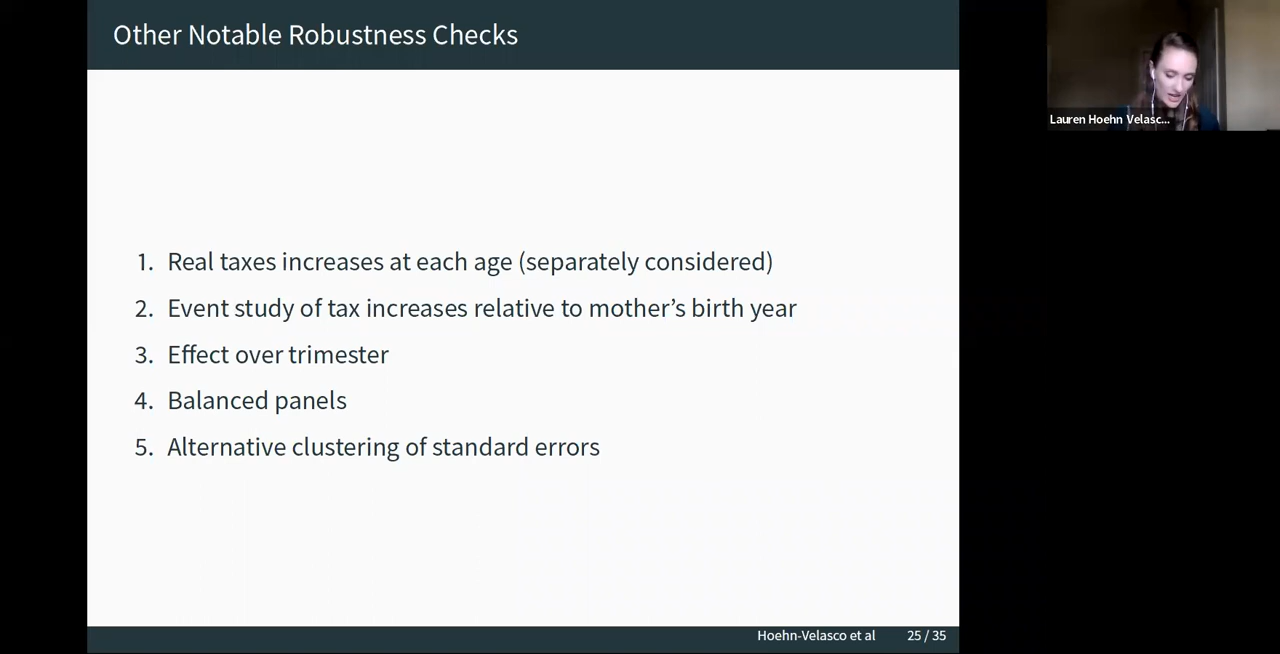 Other Notable Robustness Checks
Lauren Hoehn Velasc...
1. Real taxes increases at each age (separately considered)
2. Event study of tax increases relative to mother's birth year
3. Effect over trimester
4. Balanced panels
5. Alternative clustering of standard errors
Hoehn-Velasco et al 25 / 35